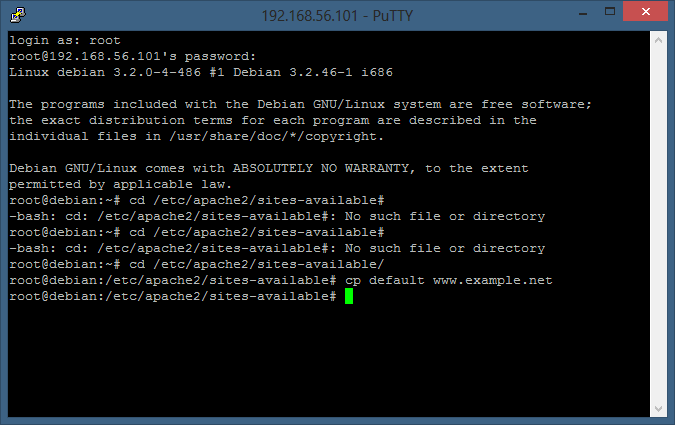 192.168.56.101 - PuTTY
login as: root
root@192.168.56.101's password:
Linux debian 3.2.0-4-486 #1 Debian 3.2.46-1 i686
The programs included with the Debian GNU/Linux system are free software;
the exact distribution terms for each program are described in the
individual files in /usr/share/doc/*/copyright.
Debian GNU/Linux comes with ABSOLUTELY NO WARRANTY, to the extent
permitted by applicable law.
root@debian:~# cd /etc/apache2/sites-available#
-bash: cd: /etc/apache2/sites-available#: No such file or directory
root@debian:~# cd /etc/apache2/sites-available#
-bash: cd: /etc/apache2/sites-available#: No such file or directory
root@debian:~# cd /etc/apache2/sites-available/
root@debian:/etc/apache2/sites-available# cp default www.example.net
root@debian:/etc/apache2/sites-available#